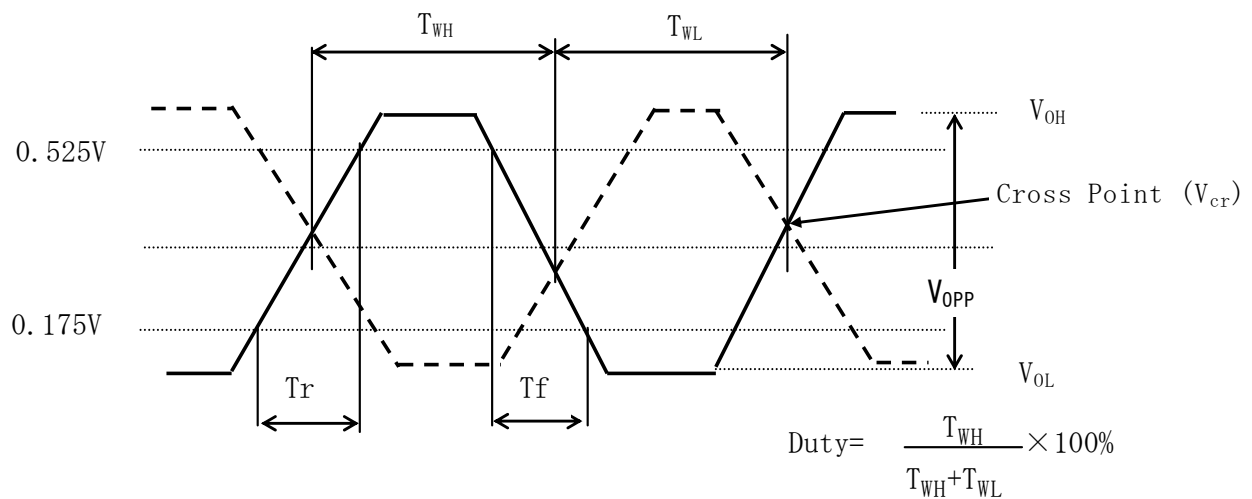 T_WH T_WL
V_OH
0.525V
Cross Point (V_cr)
V_OPP
0.175V
Tr Tf
V_OL
Duty= T_WH / T_WH+T_WL ×100%